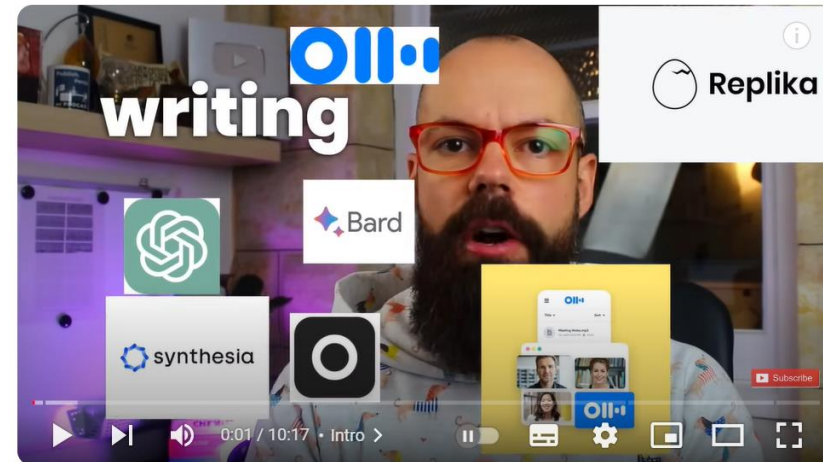 Replika
writing
Bard
synthesia
Subscribe
0:01 / 10:17 • Intro